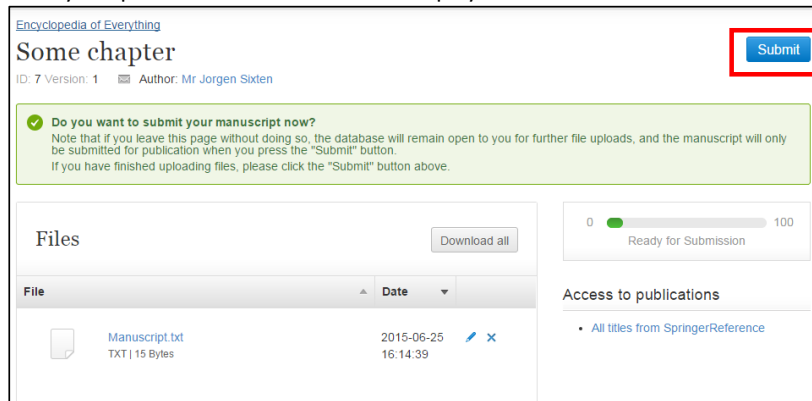 Encyclopedia of Everything
Some chapter
Submit
ID: 7 Version: 1 Author: Mr Jorgen Sixten
Do you want to submit your manuscript now?
Note that if you leave this page without doing so, the database will remain open to you for further file uploads, and the manuscript will only
be submitted for publication when you press the "Submit" button.
If you have finished uploading files, please click the "Submit" button above.
Files
Download all
0 100
Ready for Submission
File Date
Access to publications
Manuscript.txt 2015-06-25
TXT | 15 Bytes 16:14:39
All titles from SpringerReference